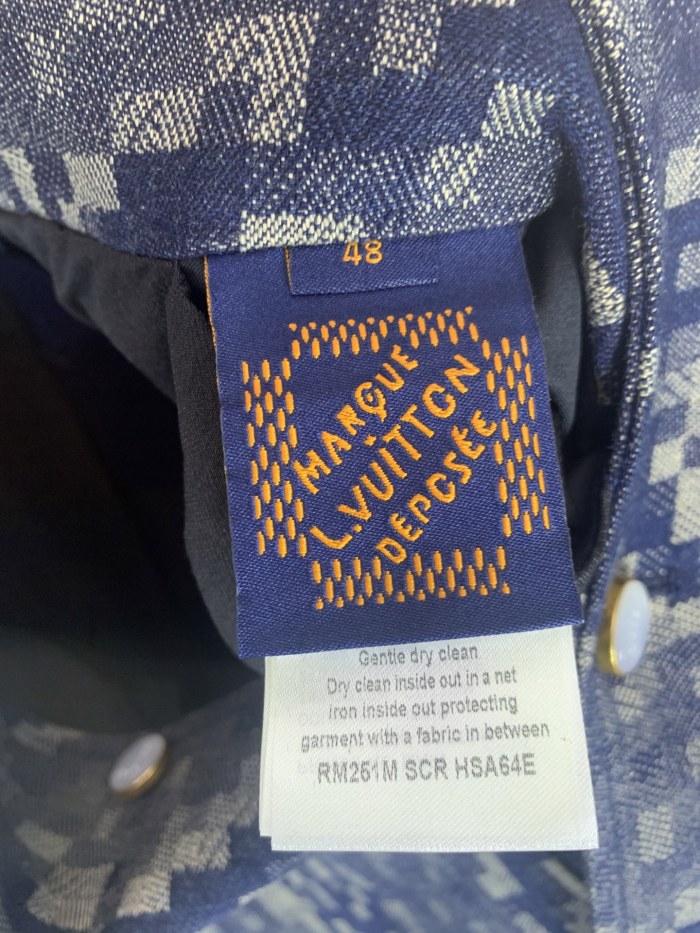 48
MARQUE
L.VUITTON
DÉPOSÉE
Gentle dry clean
Dry clean inside out in a net
iron inside out protecting
garment with a fabric in between
RM261M SCR HSA64E